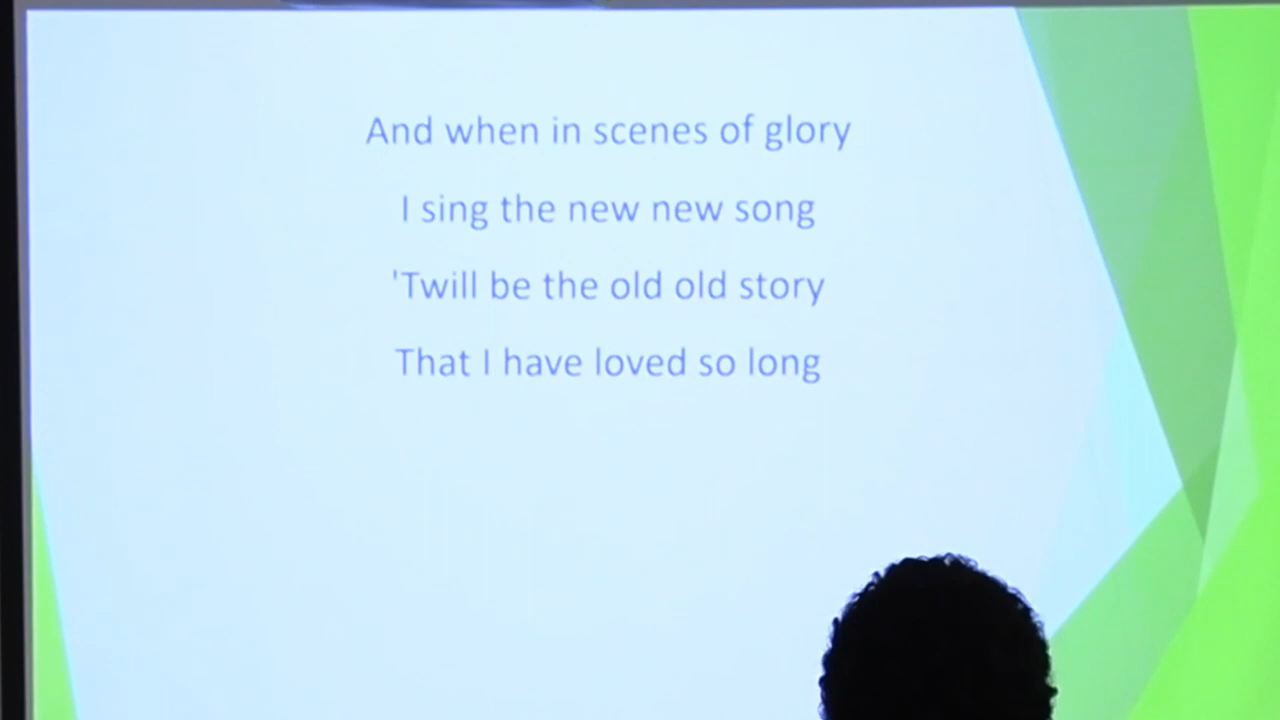 And when in scenes of glory
I sing the new new song
'Twill be the old old story
That I have loved so long